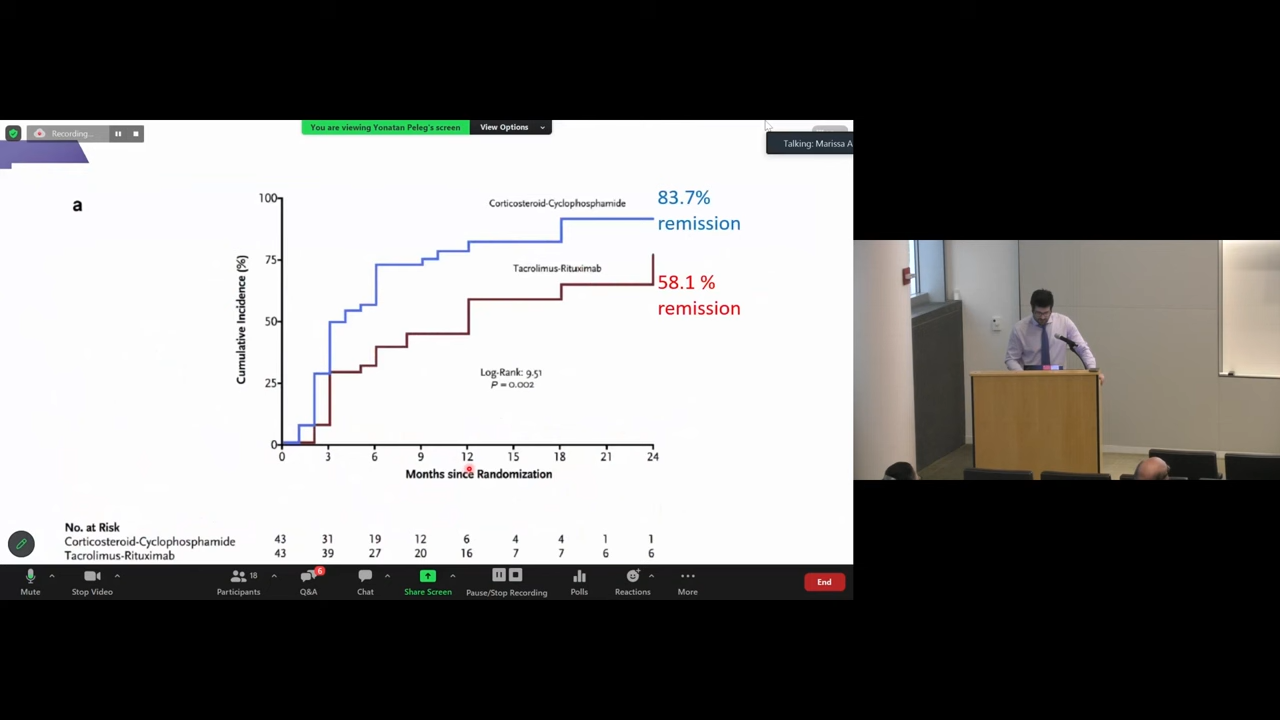 Recording...
You are viewing Yonatan Peleg's screen
View Options
Talking: Marissa A
a
100
75
50
25
0
Cumulative Incidence (%)
Corticosteroid-Cyclophosphamide
83.7%
remission
Tacrolimus-Rituximab
58.1 %
remission
Log-Rank: 9.51
P = 0.002
0 3 6 9 12 15 18 21 24
Months since Randomization
No. at Risk
Corticosteroid-Cyclophosphamide 43 31 19 12 6 4 4 1 1
Tacrolimus-Rituximab 43 39 27 20 16 7 7 6 6
18
6
Mute
Stop Video
Participants
Q&A
Chat
Share Screen
Pause/Stop Recording
Polls
Reactions
More
End